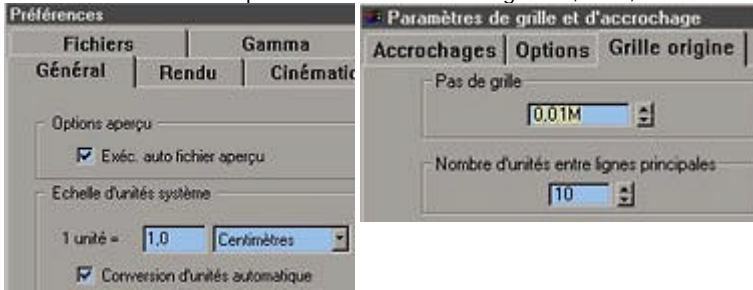 Préférences
Fichiers Gamma
Général Rendu Cinématic
Options aperçu
Exéc. auto fichier aperçu
Echelle d'unités système
1 unité = 1,0 Centimètres
Conversion d'unités automatique
Paramètres de grille et d'accrochage
Accrochages Options Grille origine
Pas de grille
0,01M
Nombre d'unités entre lignes principales
10